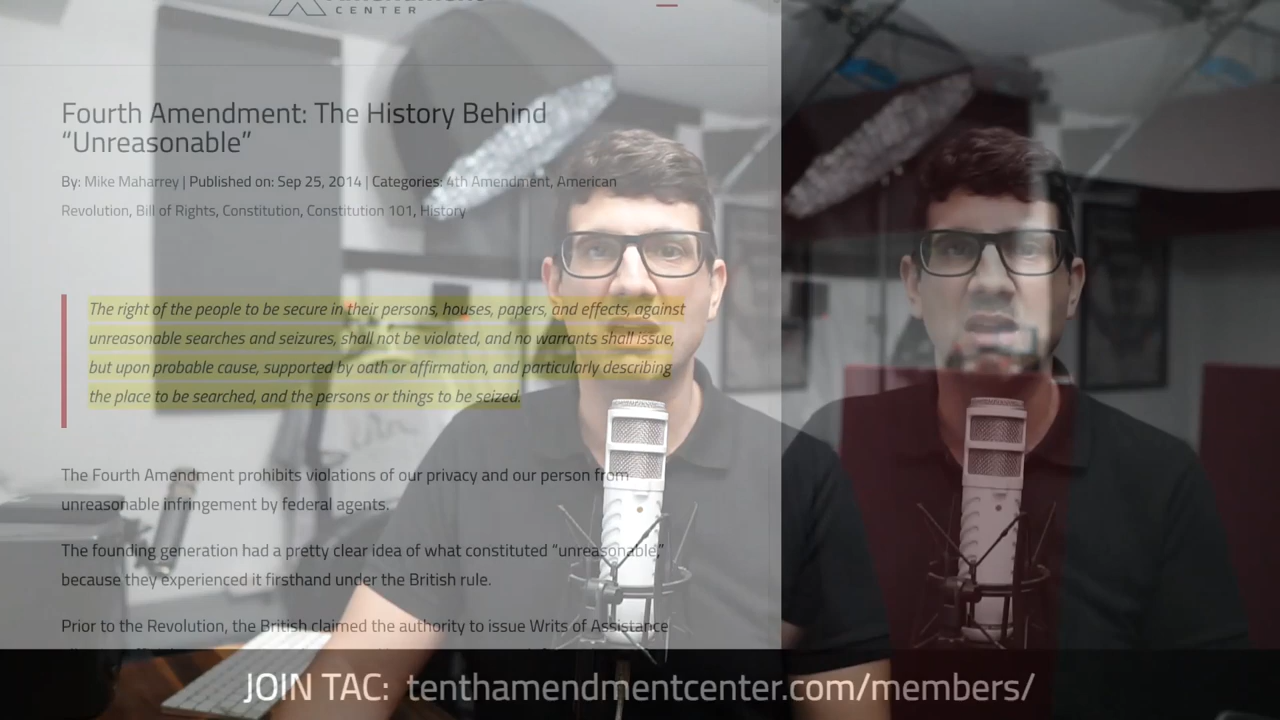 CENTER
Fourth Amendment: The History Behind
“Unreasonable”
By: Mike Maharrey | Published on: Sep 25, 2014 | Categories: 4th Amendment, American
Revolution, Bill of Rights, Constitution, Constitution 101, History
The right of the people to be secure in their persons, houses, papers, and effects, against
unreasonable searches and seizures, shall not be violated, and no warrants shall issue,
but upon probable cause, supported by oath or affirmation, and particularly describing
the place to be searched, and the persons or things to be seized.
The Fourth Amendment prohibits violations of our privacy and our person from
unreasonable infringement by federal agents.
The founding generation had a pretty clear idea of what constituted “unreasonable,”
because they experienced it firsthand under the British rule.
Prior to the Revolution, the British claimed the authority to issue Writs of Assistance
JOIN TAC: tenthamendmentcenter.com/members/